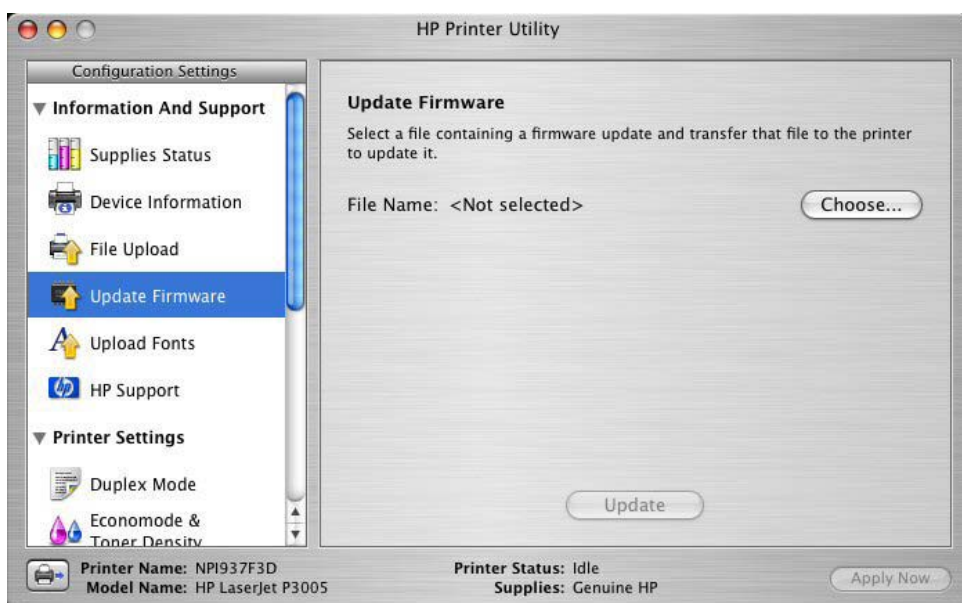 HP Printer Utility
Configuration Settings
Information And Support
Supplies Status
Device Information
File Upload
Update Firmware
Upload Fonts
HP Support
Printer Settings
Duplex Mode
Economode &
Toner Density
Update Firmware
Select a file containing a firmware update and transfer that file to the printer
to update it.
File Name: <Not selected>
Choose...
Update
Printer Name: NPI937F3D
Model Name: HP LaserJet P3005
Printer Status: Idle
Supplies: Genuine HP
Apply Now